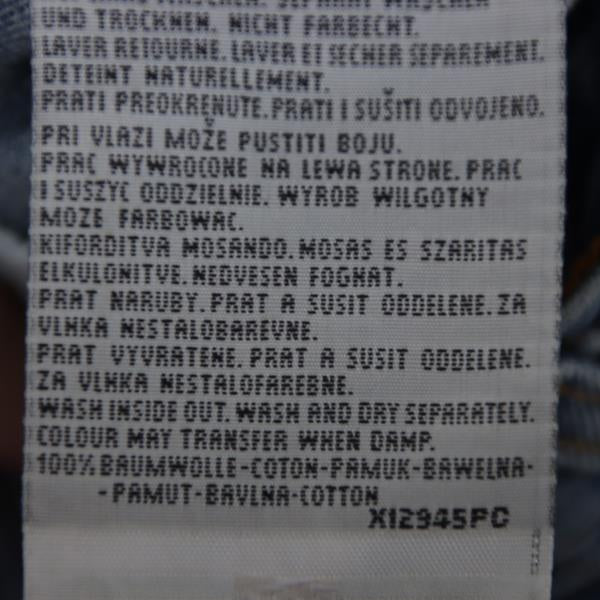 UND TROCKNEN. NICHT FARBECHT.
LAVER RETOURNE. LAVER ET SECHER SEPAREMENT.
DETEINT NATURELLEMENT.
PRATI PREOKRENUTE. PRATI I SUŠITI ODVOJENO.
PRI VLAZI MOŽE PUSTITI BOJU.
PRAC WYWROCONE NA LEWA STRONE. PRAC
I SUSZYC ODDZIELNIE. WYROB WILGOTNY
MOZE FARBOWAC.
KIFORDITVA MOSANDO. MOSAS ES SZARITAS
ELKULONITVE. NEDVESEN FOGHAT.
PRAT NARUBY. PRAT A SUSIT ODDELENE. ZA
VLHKA NESTALOBAREVNE.
PRAT VYVRATENE. PRAT A SUSIT ODDELENE.
ZA VLHKA NESTALOFAREBNE.
WASH INSIDE OUT. WASH AND DRY SEPARATELY.
COLOUR MAY TRANSFER WHEN DAMP.
100% BAUMWOLLE-COTON-PAMUK-BAWELNA-
-PAMUT-BAVLNA-COTTON
X12945PC